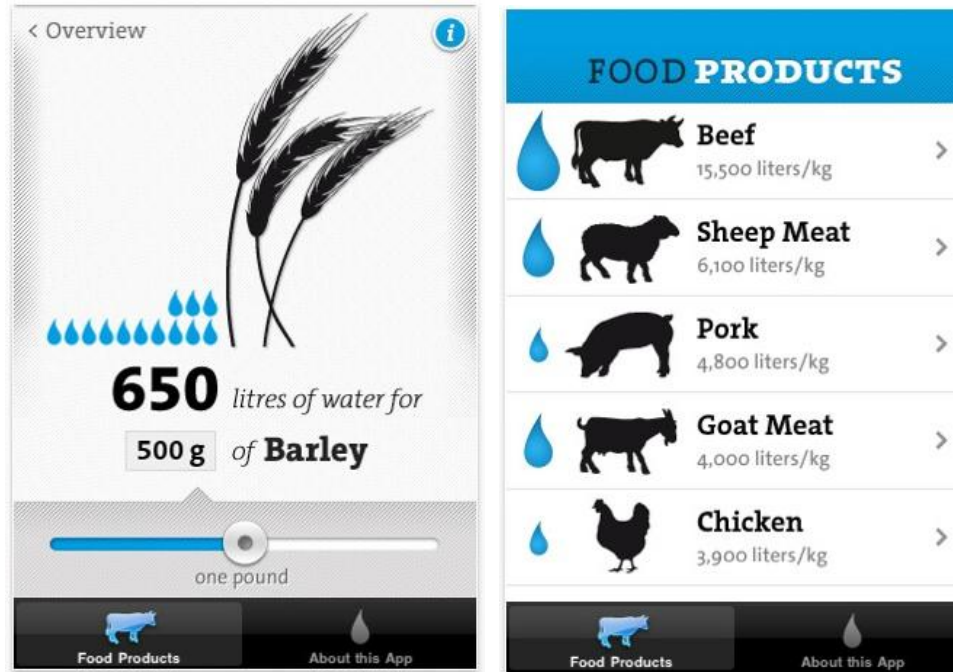 < Overview
i
650 litres of water for
500 g of Barley
one pound
Food Products
About this App
FOOD PRODUCTS
Beef
15,500 liters/kg
Sheep Meat
6,100 liters/kg
Pork
4,800 liters/kg
Goat Meat
4,000 liters/kg
Chicken
3,900 liters/kg
Food Products
About this App